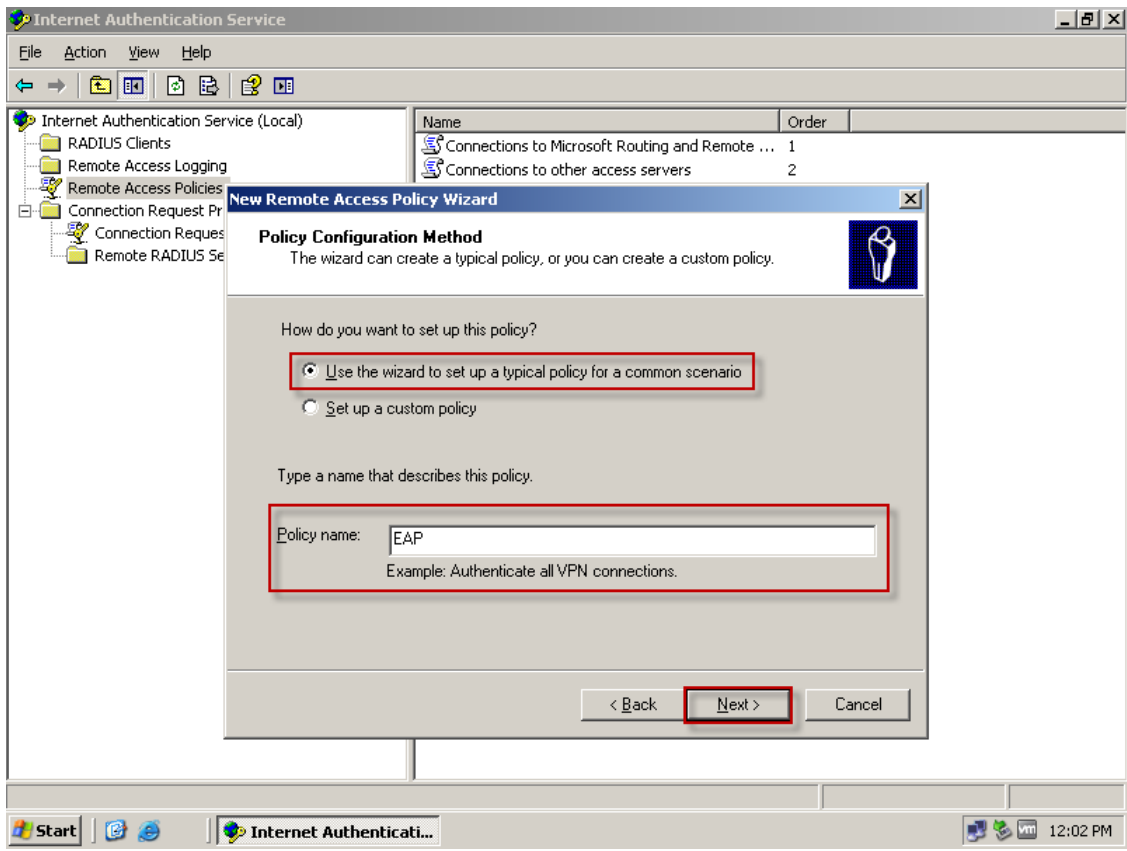 Internet Authentication Service
File Action View Help
Internet Authentication Service (Local)
RADIUS Clients
Remote Access Logging
Remote Access Policies
Connection Request Pr
Connection Reques
Remote RADIUS Se
Name Order
Connections to Microsoft Routing and Remote ... 1
Connections to other access servers 2
New Remote Access Policy Wizard
Policy Configuration Method
The wizard can create a typical policy, or you can create a custom policy.
How do you want to set up this policy?
Use the wizard to set up a typical policy for a common scenario
Set up a custom policy
Type a name that describes this policy.
Policy name: EAP
Example: Authenticate all VPN connections.
< Back Next > Cancel
Start Internet Authenticati... vm 12:02 PM